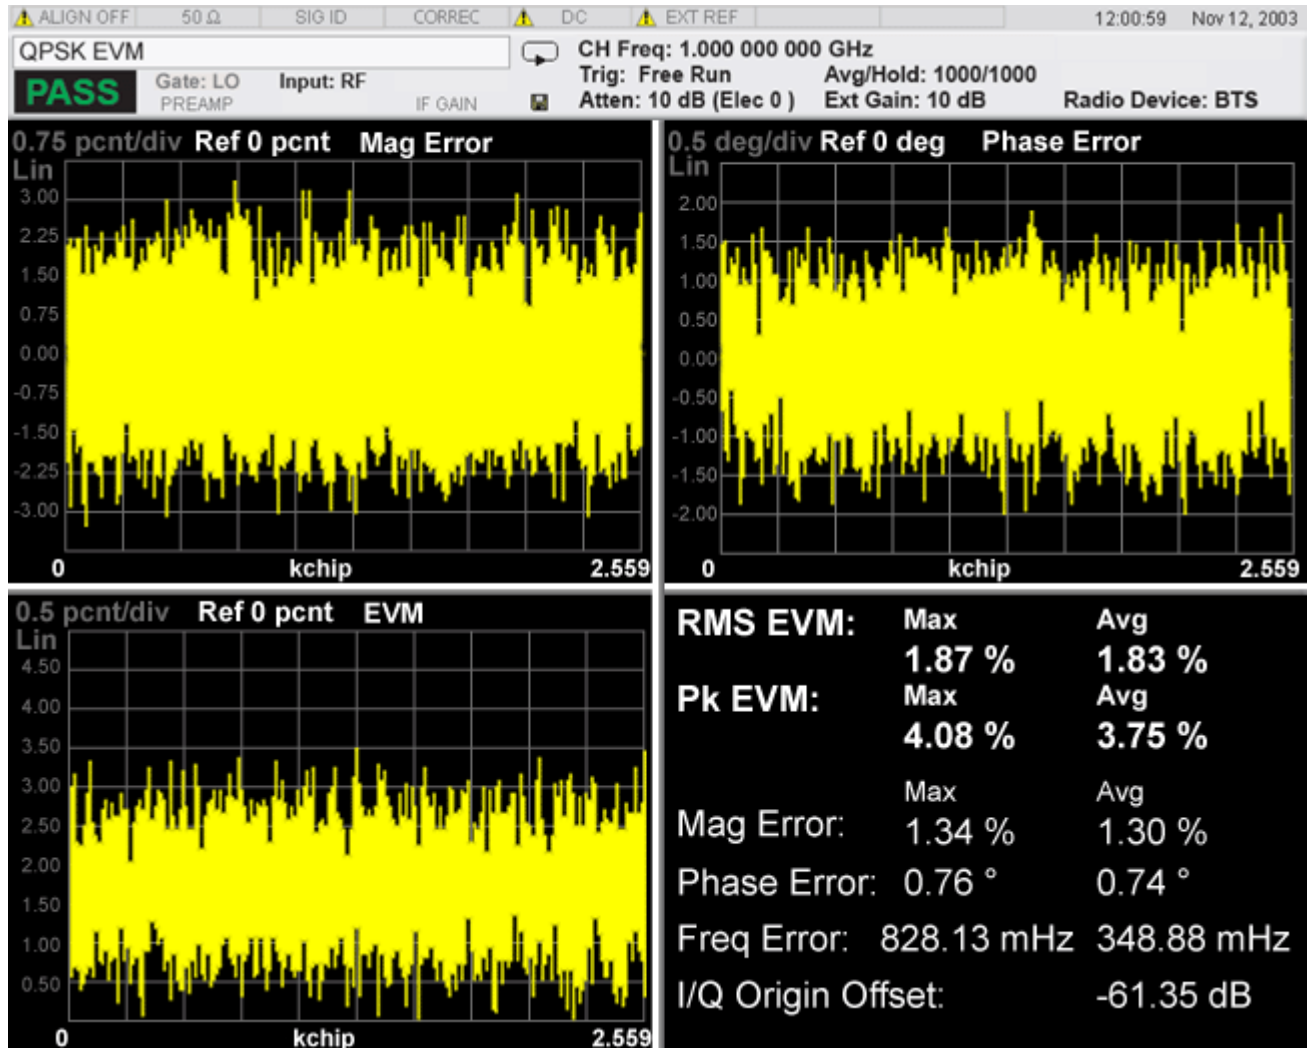 ALIGN OFF 50 Ω SIG ID CORREC DC EXT REF 12:00:59 Nov 12, 2003
QPSK EVM
CH Freq: 1.000 000 000 GHz
PASS Gate: LO Input: RF Trig: Free Run Avg/Hold: 1000/1000
PREAMP IF GAIN Atten: 10 dB (Elec 0 ) Ext Gain: 10 dB Radio Device: BTS
0.75 pcnt/div Ref 0 pcnt Mag Error
Lin
3.00
2.25
1.50
0.75
0.00
-0.75
-1.50
-2.25
-3.00
0 kchip 2.559
0.5 deg/div Ref 0 deg Phase Error
Lin
2.00
1.50
1.00
0.50
0.00
-0.50
-1.00
-1.50
-2.00
0 kchip 2.559
0.5 pcnt/div Ref 0 pcnt EVM
Lin
4.50
4.00
3.50
3.00
2.50
2.00
1.50
1.00
0.50
0 kchip 2.559
RMS EVM: Max Avg
1.87 % 1.83 %
Pk EVM: Max Avg
4.08 % 3.75 %
Max Avg
Mag Error: 1.34 % 1.30 %
Phase Error: 0.76 ° 0.74 °
Freq Error: 828.13 mHz 348.88 mHz
I/Q Origin Offset: -61.35 dB